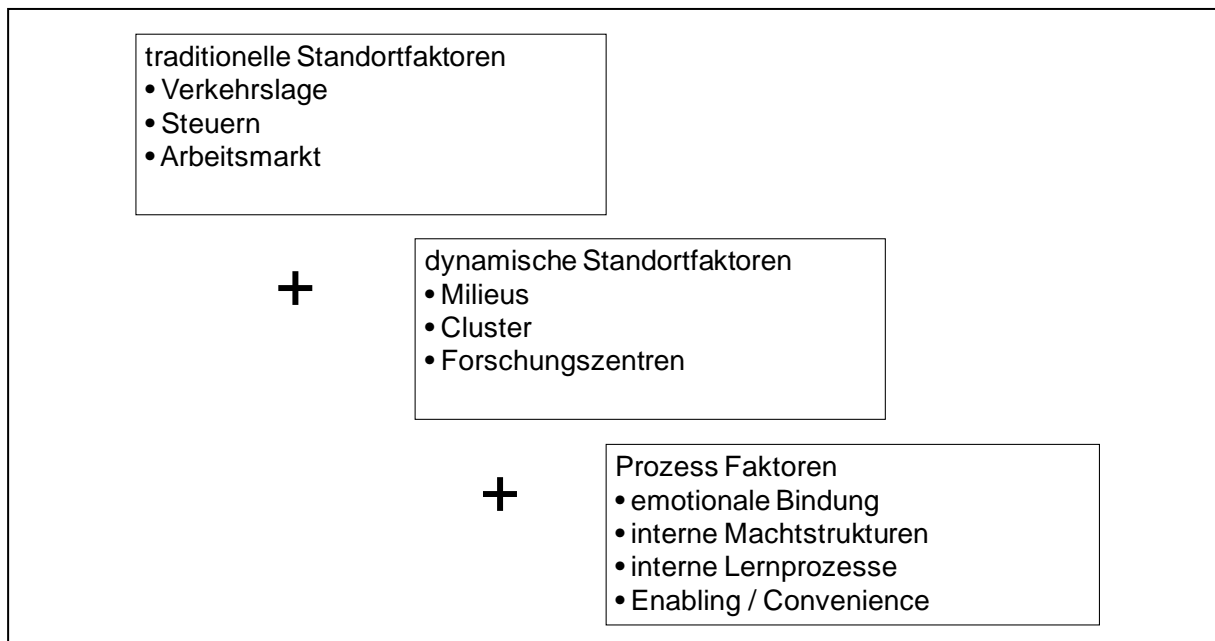 traditionelle Standortfaktoren
• Verkehrslage
• Steuern
• Arbeitsmarkt
+
dynamische Standortfaktoren
• Milieus
• Cluster
• Forschungszentren
+
Prozess Faktoren
• emotionale Bindung
• interne Machtstrukturen
• interne Lernprozesse
• Enabling / Convenience